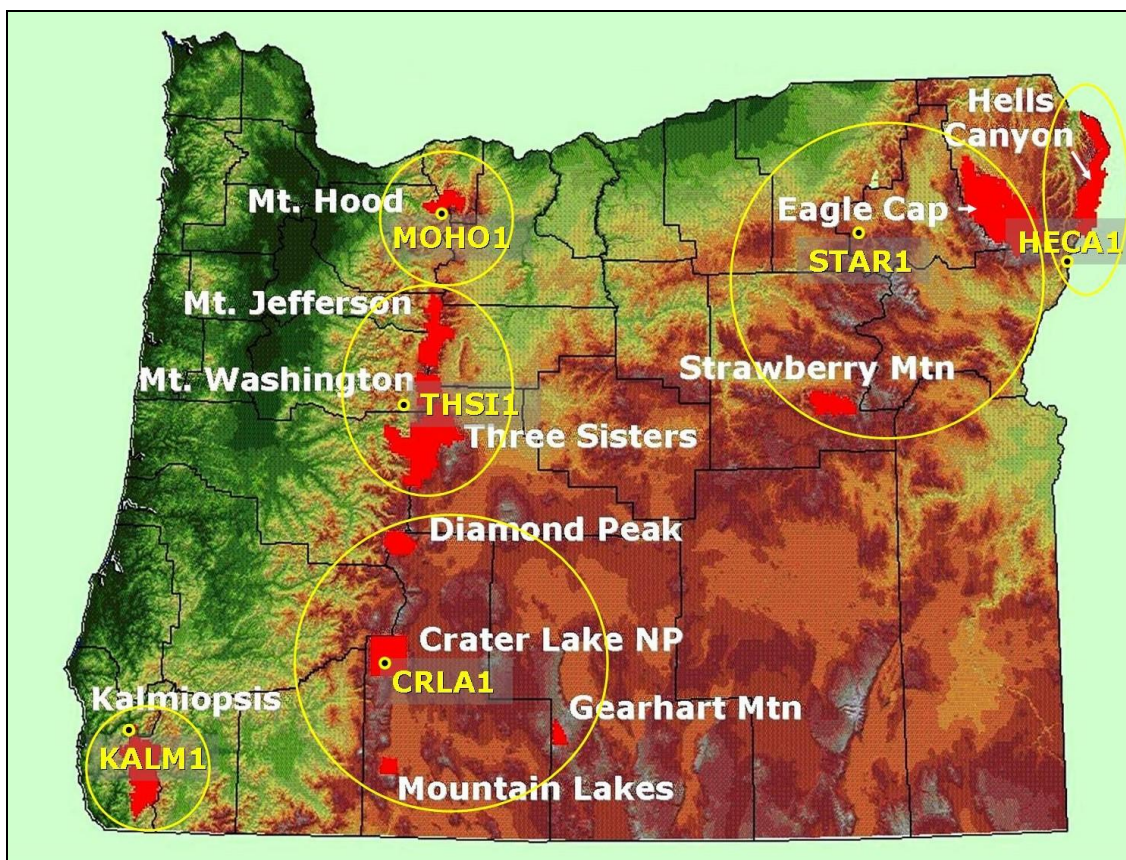 Hells
Canyon
Mt. Hood
Eagle Cap
MOHO1
HECA1
STAR1
Mt. Jefferson
Strawberry Mtn
Mt. Washington
THSI1
Three Sisters
Diamond Peak
Crater Lake NP
CRLA1
Kalmiopsis
Gearhart Mtn
KALM1
Mountain Lakes